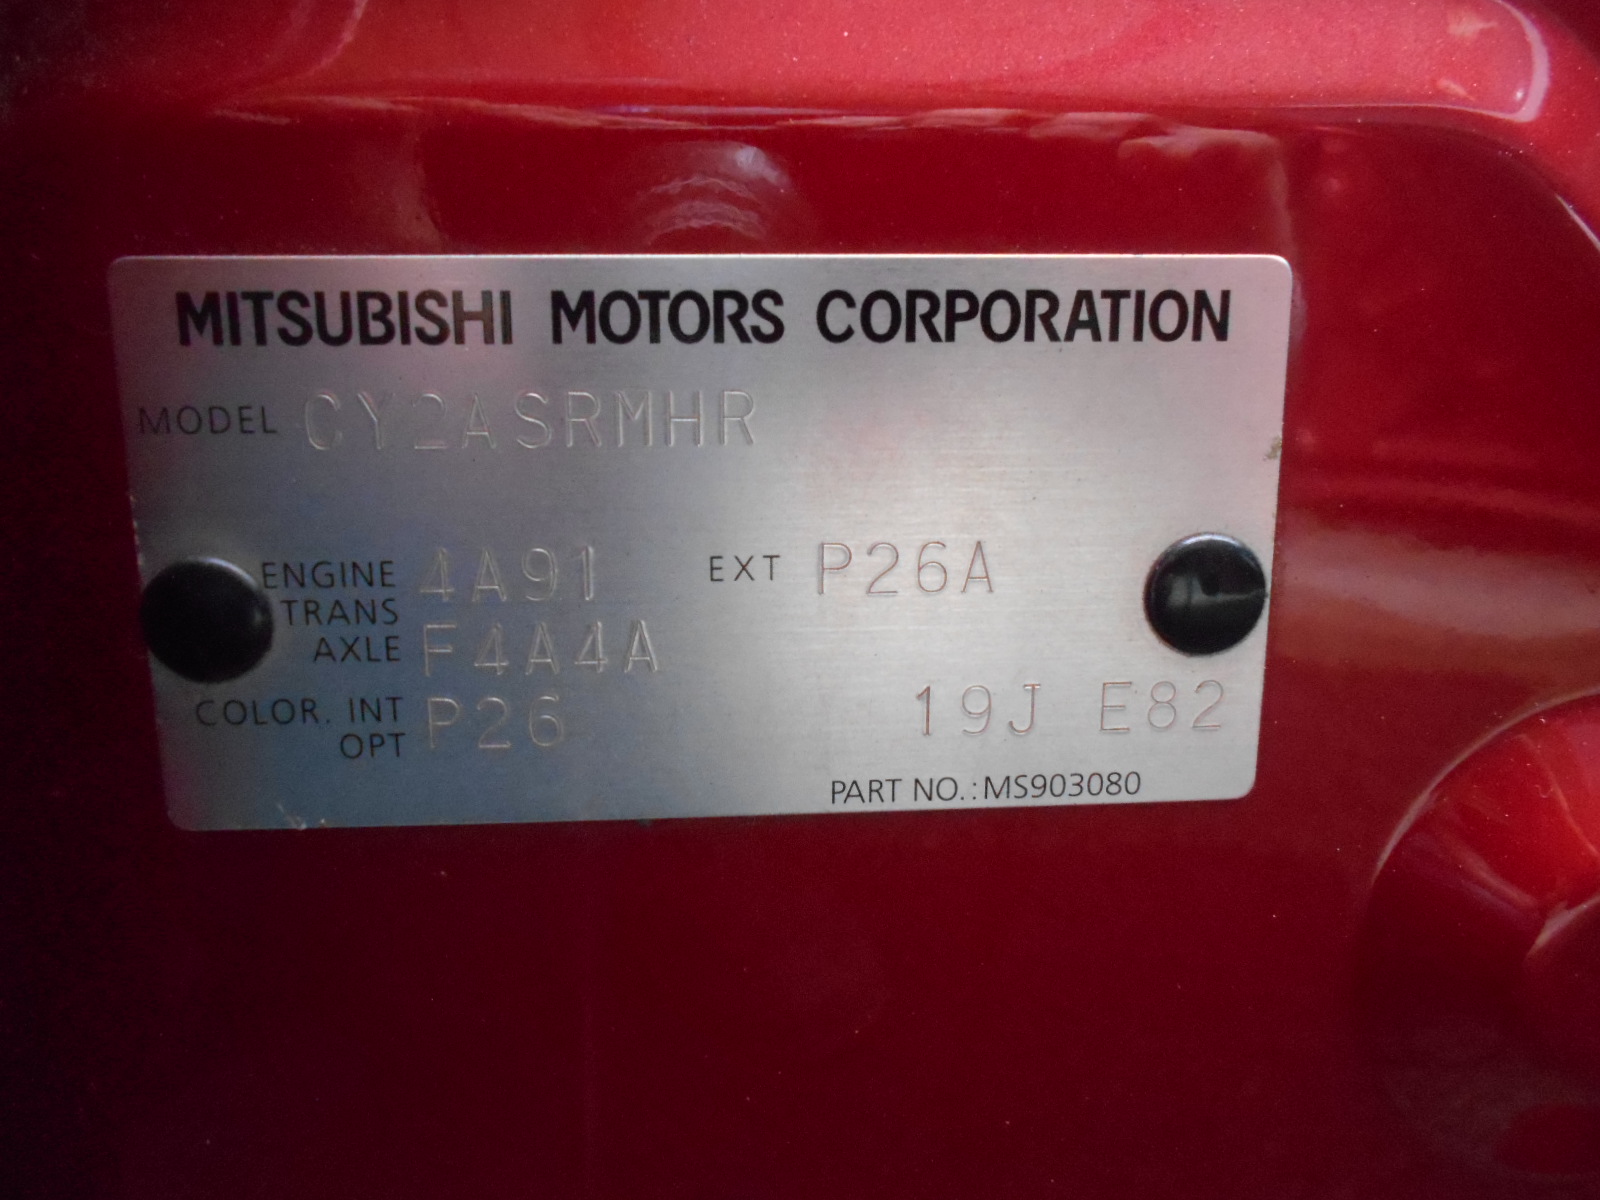 MITSUBISHI MOTORS CORPORATION
MODEL CY2ASRMHR
ENGINE 4A91 EXT P26A
TRANS
AXLE F4A4A
COLOR. INT P26 19J E82
OPT
PART NO.:MS903080